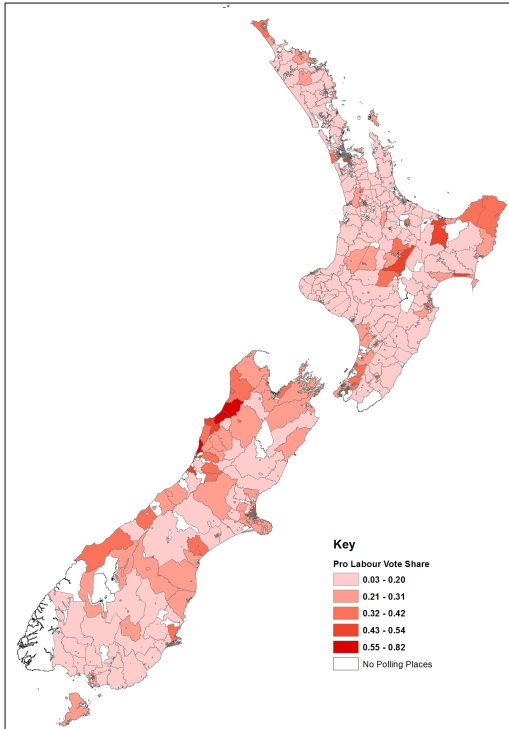 Key
Pro Labour Vote Share
0.03 - 0.20
0.21 - 0.31
0.32 - 0.42
0.43 - 0.54
0.55 - 0.82
No Polling Places